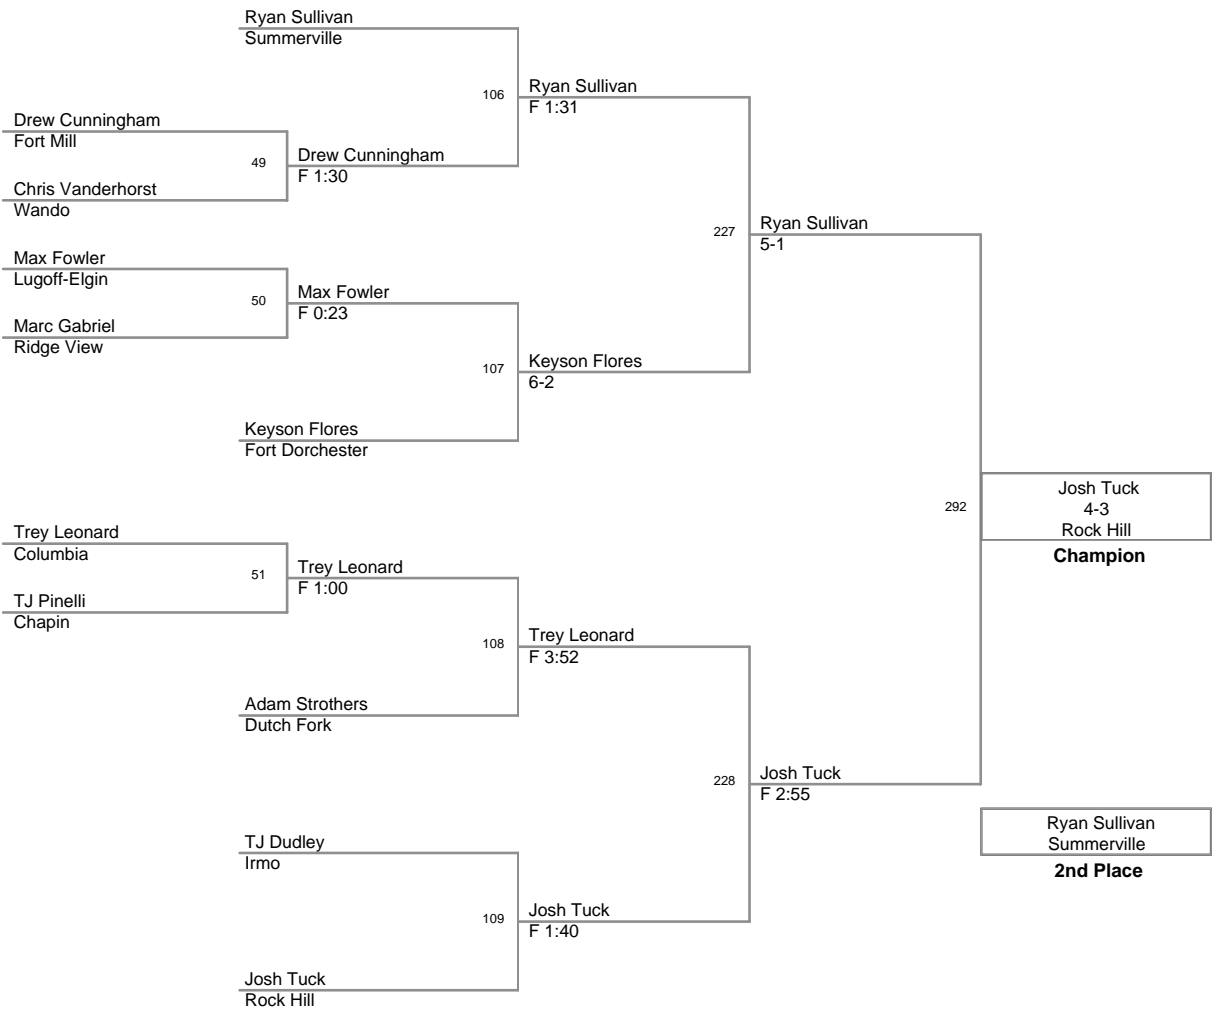 Ryan Sullivan
Summerville
106
Ryan Sullivan
F 1:31
Drew Cunningham
Fort Mill
49
Drew Cunningham
F 1:30
Chris Vanderhorst
Wando
227
Ryan Sullivan
5-1
Max Fowler
Lugoff-Elgin
50
Max Fowler
F 0:23
Marc Gabriel
Ridge View
107
Keyson Flores
6-2
Keyson Flores
Fort Dorchester
292
Josh Tuck
4-3
Rock Hill
Champion
Trey Leonard
Columbia
51
Trey Leonard
F 1:00
TJ Pinelli
Chapin
108
Trey Leonard
F 3:52
Adam Strothers
Dutch Fork
228
Josh Tuck
F 2:55
Ryan Sullivan
Summerville
2nd Place
TJ Dudley
Irmo
109
Josh Tuck
F 1:40
Josh Tuck
Rock Hill